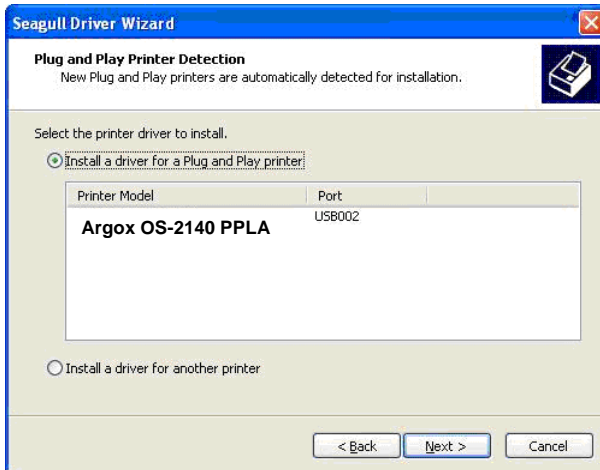 Seagull Driver Wizard
Plug and Play Printer Detection
New Plug and Play printers are automatically detected for installation.
Select the printer driver to install.
Install a driver for a Plug and Play printer
Printer Model Port
Argox OS-2140 PPLA USB002
Install a driver for another printer
< Back Next > Cancel